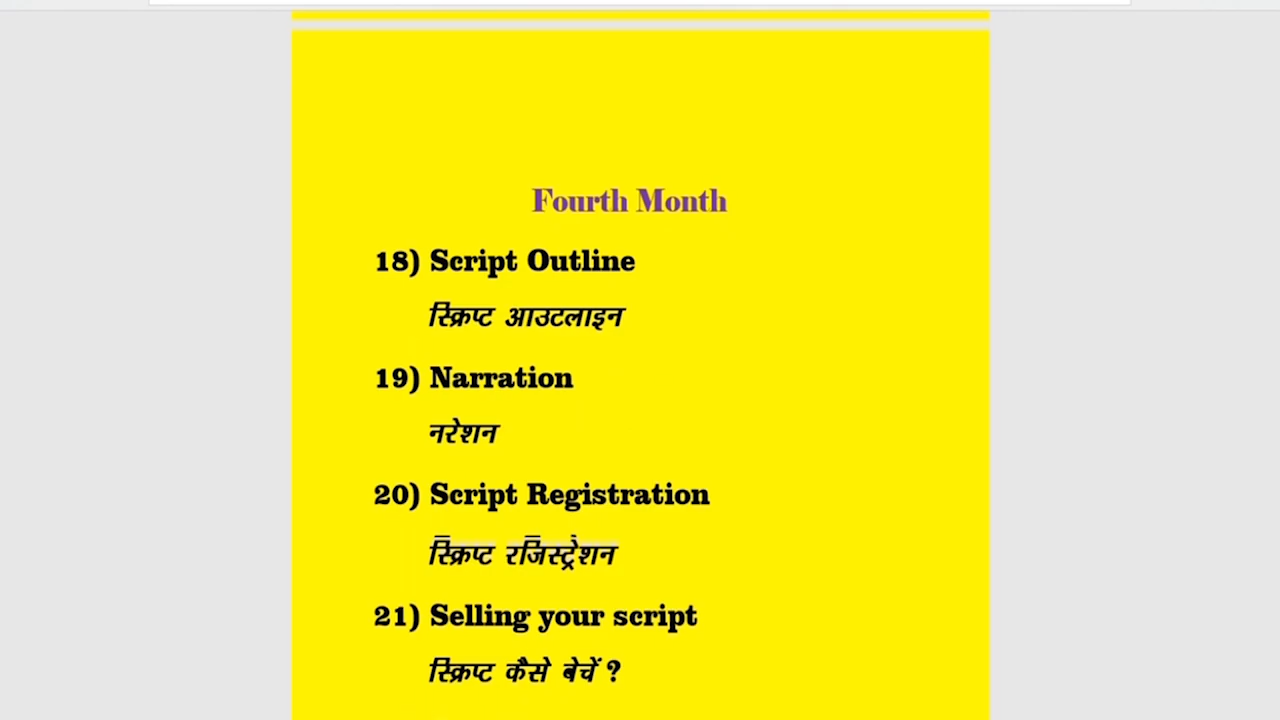 Fourth Month
18) Script Outline
स्क्रिप्ट आउटलाइन
19) Narration
नरेशन
20) Script Registration
स्क्रिप्ट रजिस्ट्रेशन
21) Selling your script
स्क्रिप्ट कैसे बेचें ?